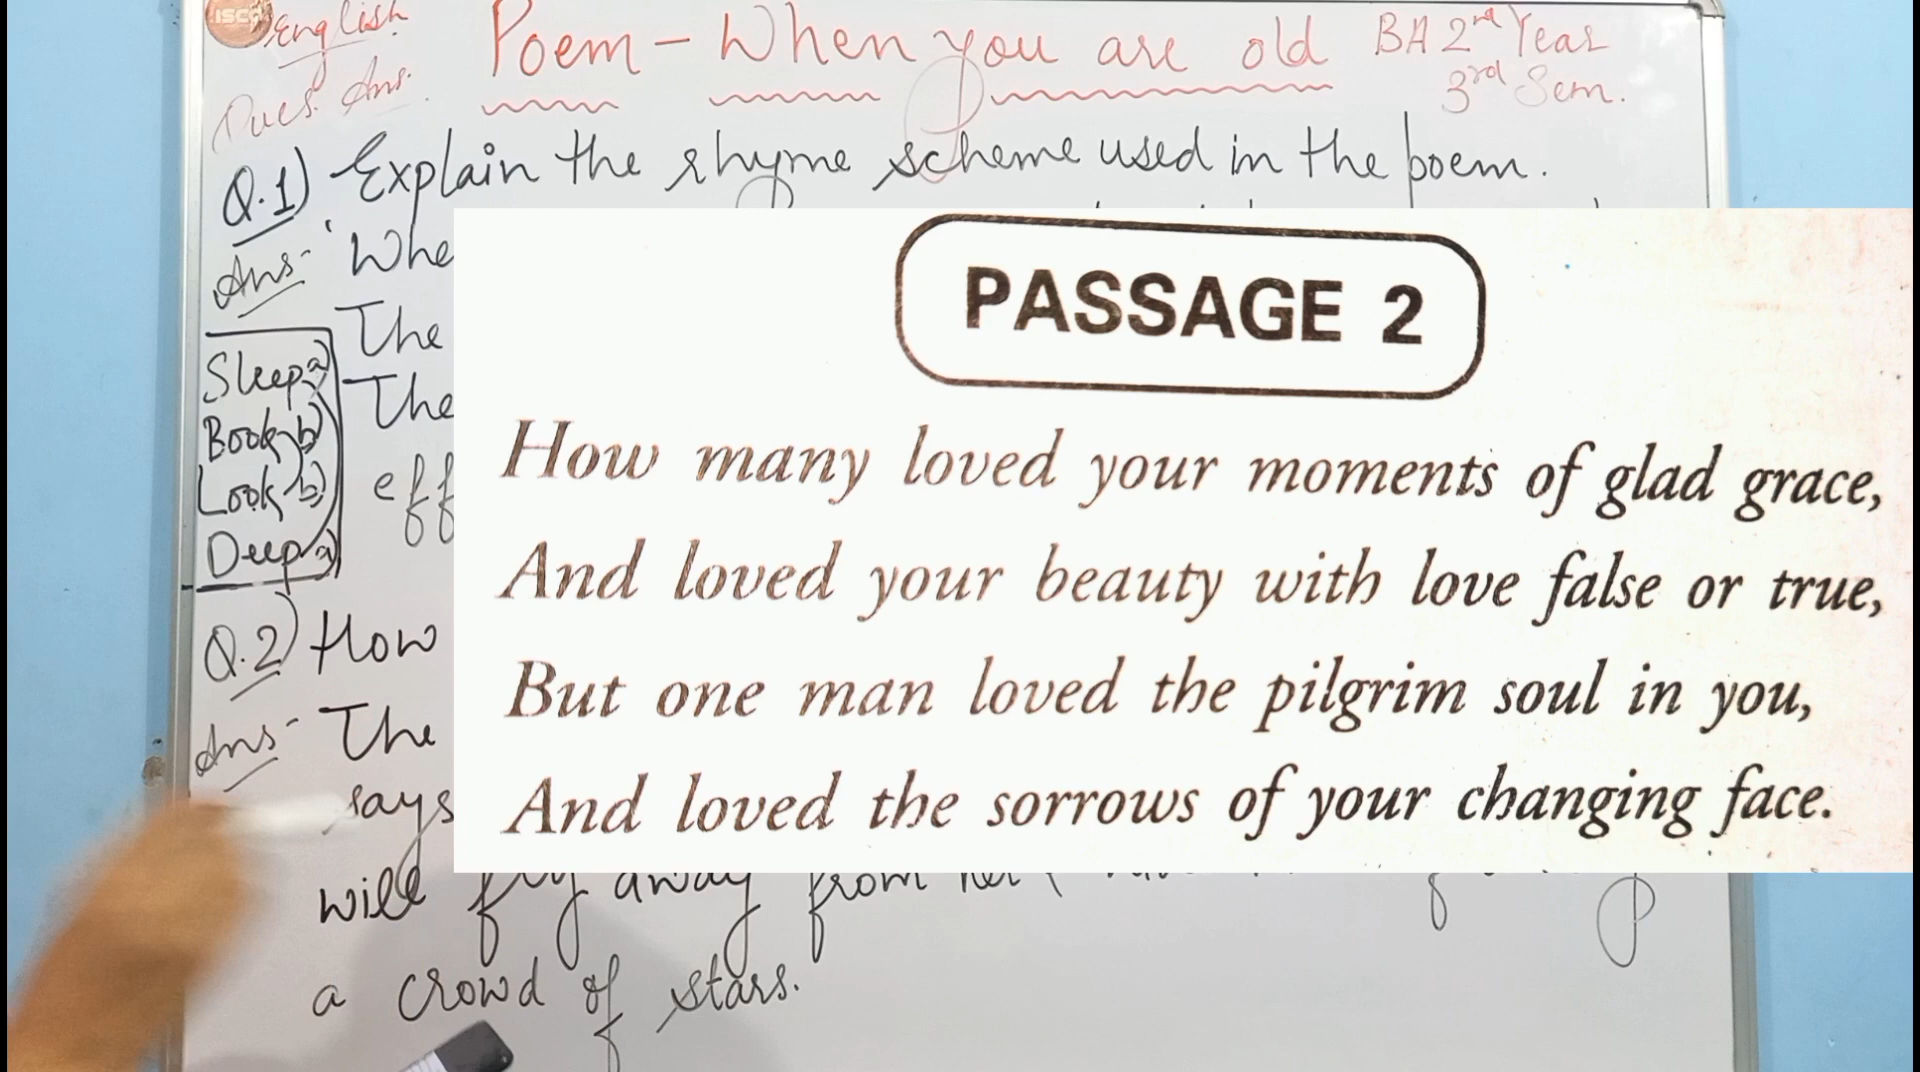 ISC
English
Ques. Ans.
Poem - When you are old
BA 2nd Year
3rd Sem.
Q.1) Explain the rhyme scheme used in the poem.
Ans- Whe
The
The
eff
Sleep a)
Book b)
Look b)
Deep a)
Q.2) How
Ans- The
says
will fly away from her
a crowd of stars.
PASSAGE 2
How many loved your moments of glad grace,
And loved your beauty with love false or true,
But one man loved the pilgrim soul in you,
And loved the sorrows of your changing face.